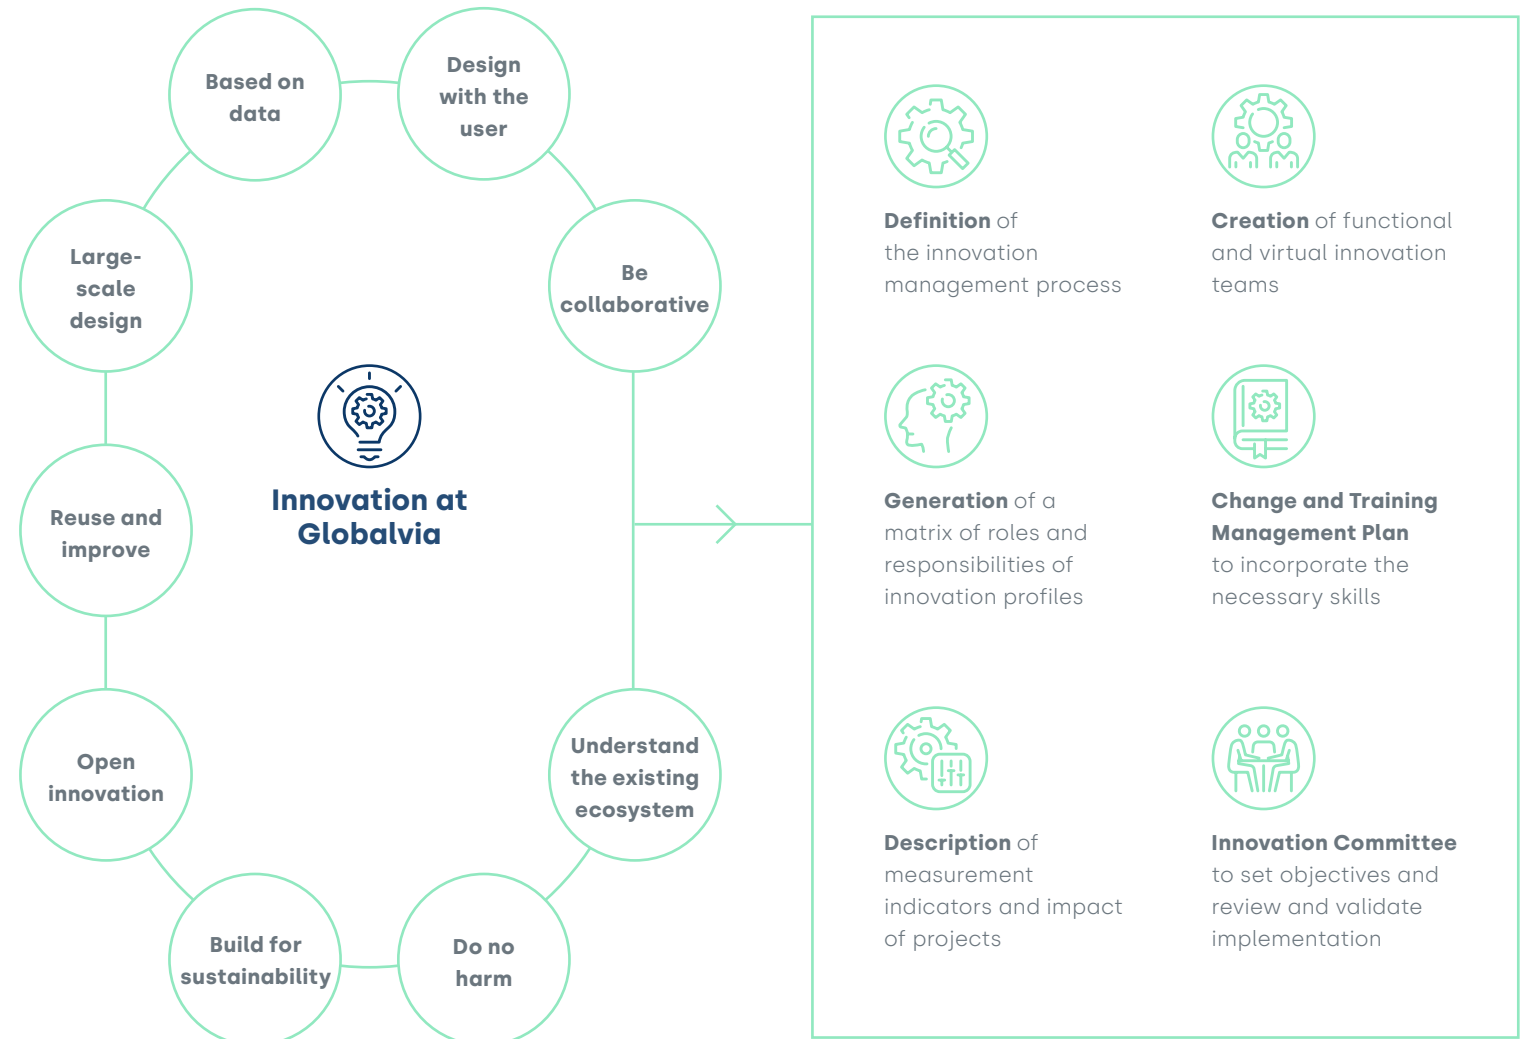 Based on
data
Design
with the
user
Large-
scale
design
Be
collaborative
Innovation at
Globalvia
Reuse and
improve
Open
innovation
Understand
the existing
ecosystem
Build for
sustainability
Do no
harm
Definition of
the innovation
management process
Creation of functional
and virtual innovation
teams
Generation of a
matrix of roles and
responsibilities of
innovation profiles
Change and Training
Management Plan
to incorporate the
necessary skills
Description of
measurement
indicators and impact
of projects
Innovation Committee
to set objectives and
review and validate
implementation